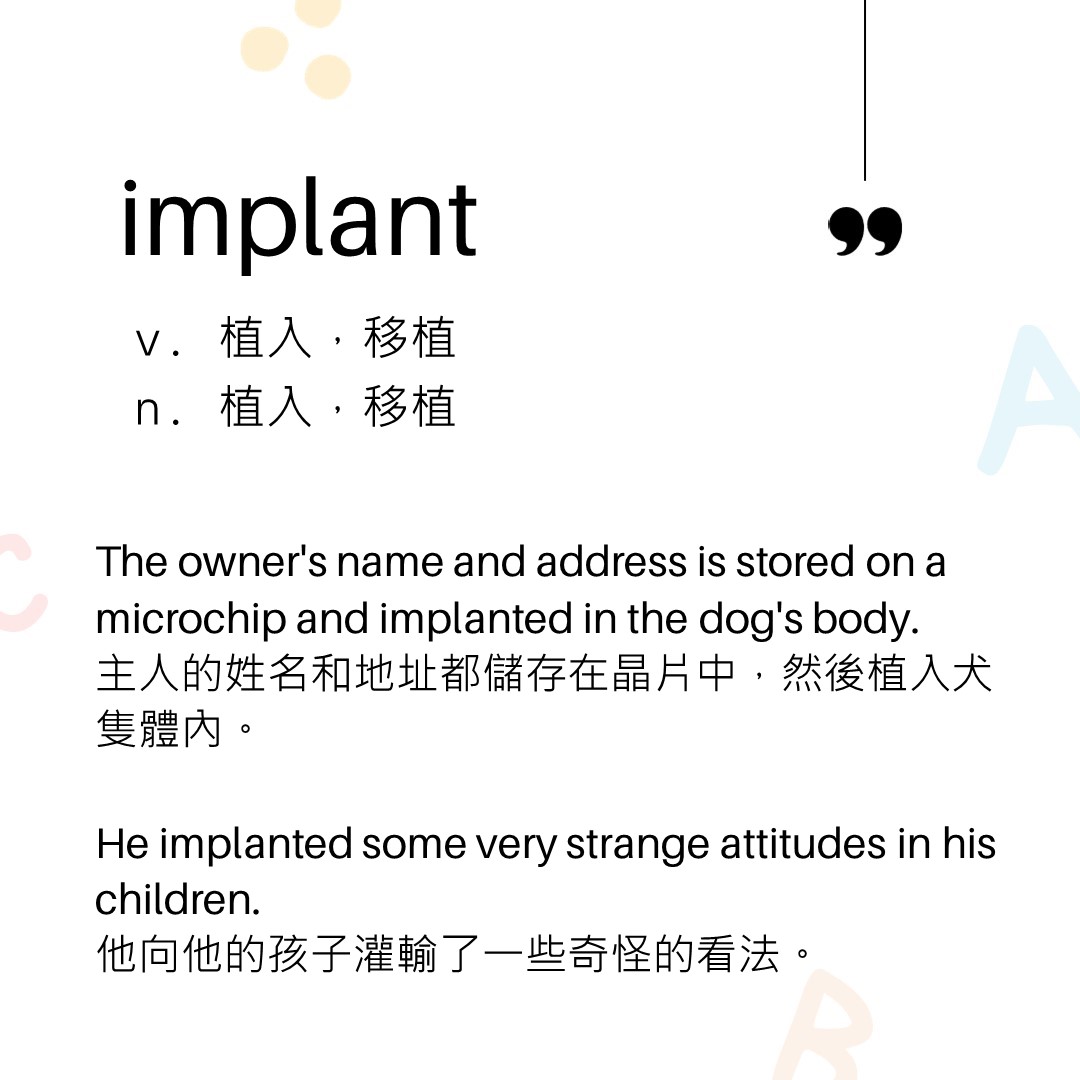 implant
”
v. 植入，移植
n. 植入，移植
The owner's name and address is stored on a
microchip and implanted in the dog's body.
主人的姓名和地址都儲存在晶片中，然後植入犬
隻體內。
He implanted some very strange attitudes in his
children.
他向他的孩子灌輸了一些奇怪的看法。
A
C
B